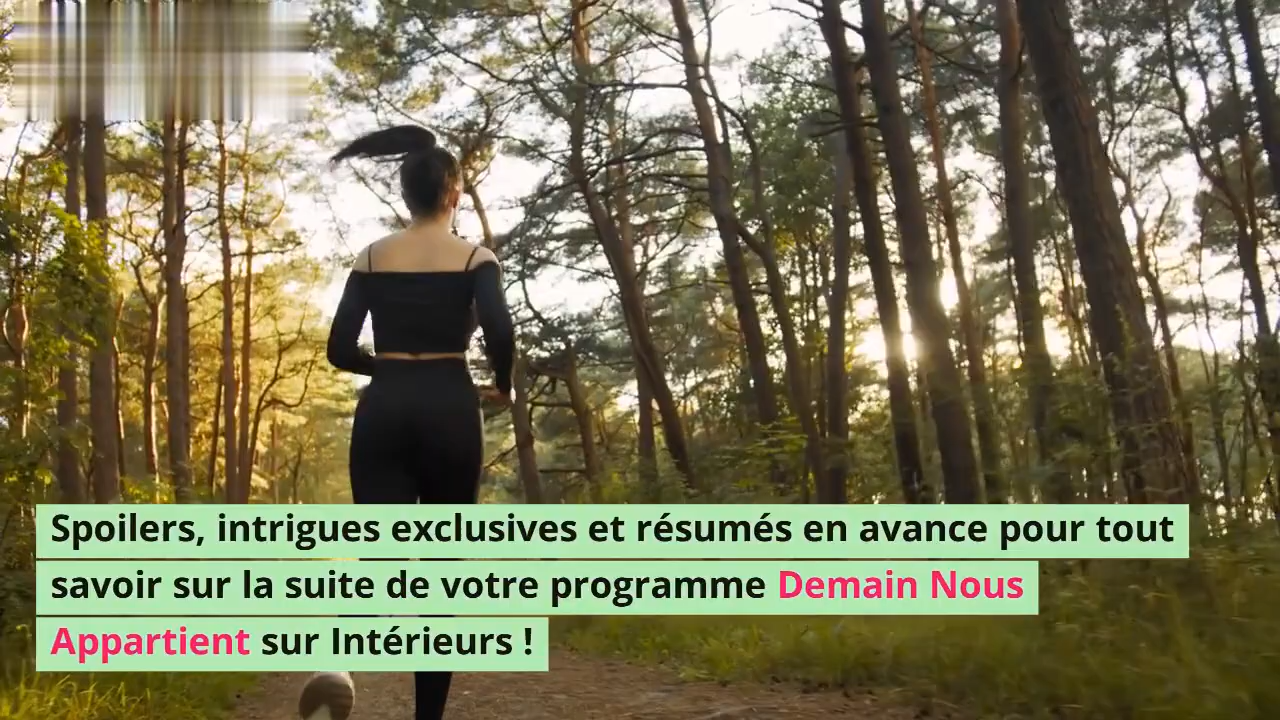 Spoilers, intrigues exclusives et résumés en avance pour tout
savoir sur la suite de votre programme Demain Nous
Appartient sur Intérieurs !